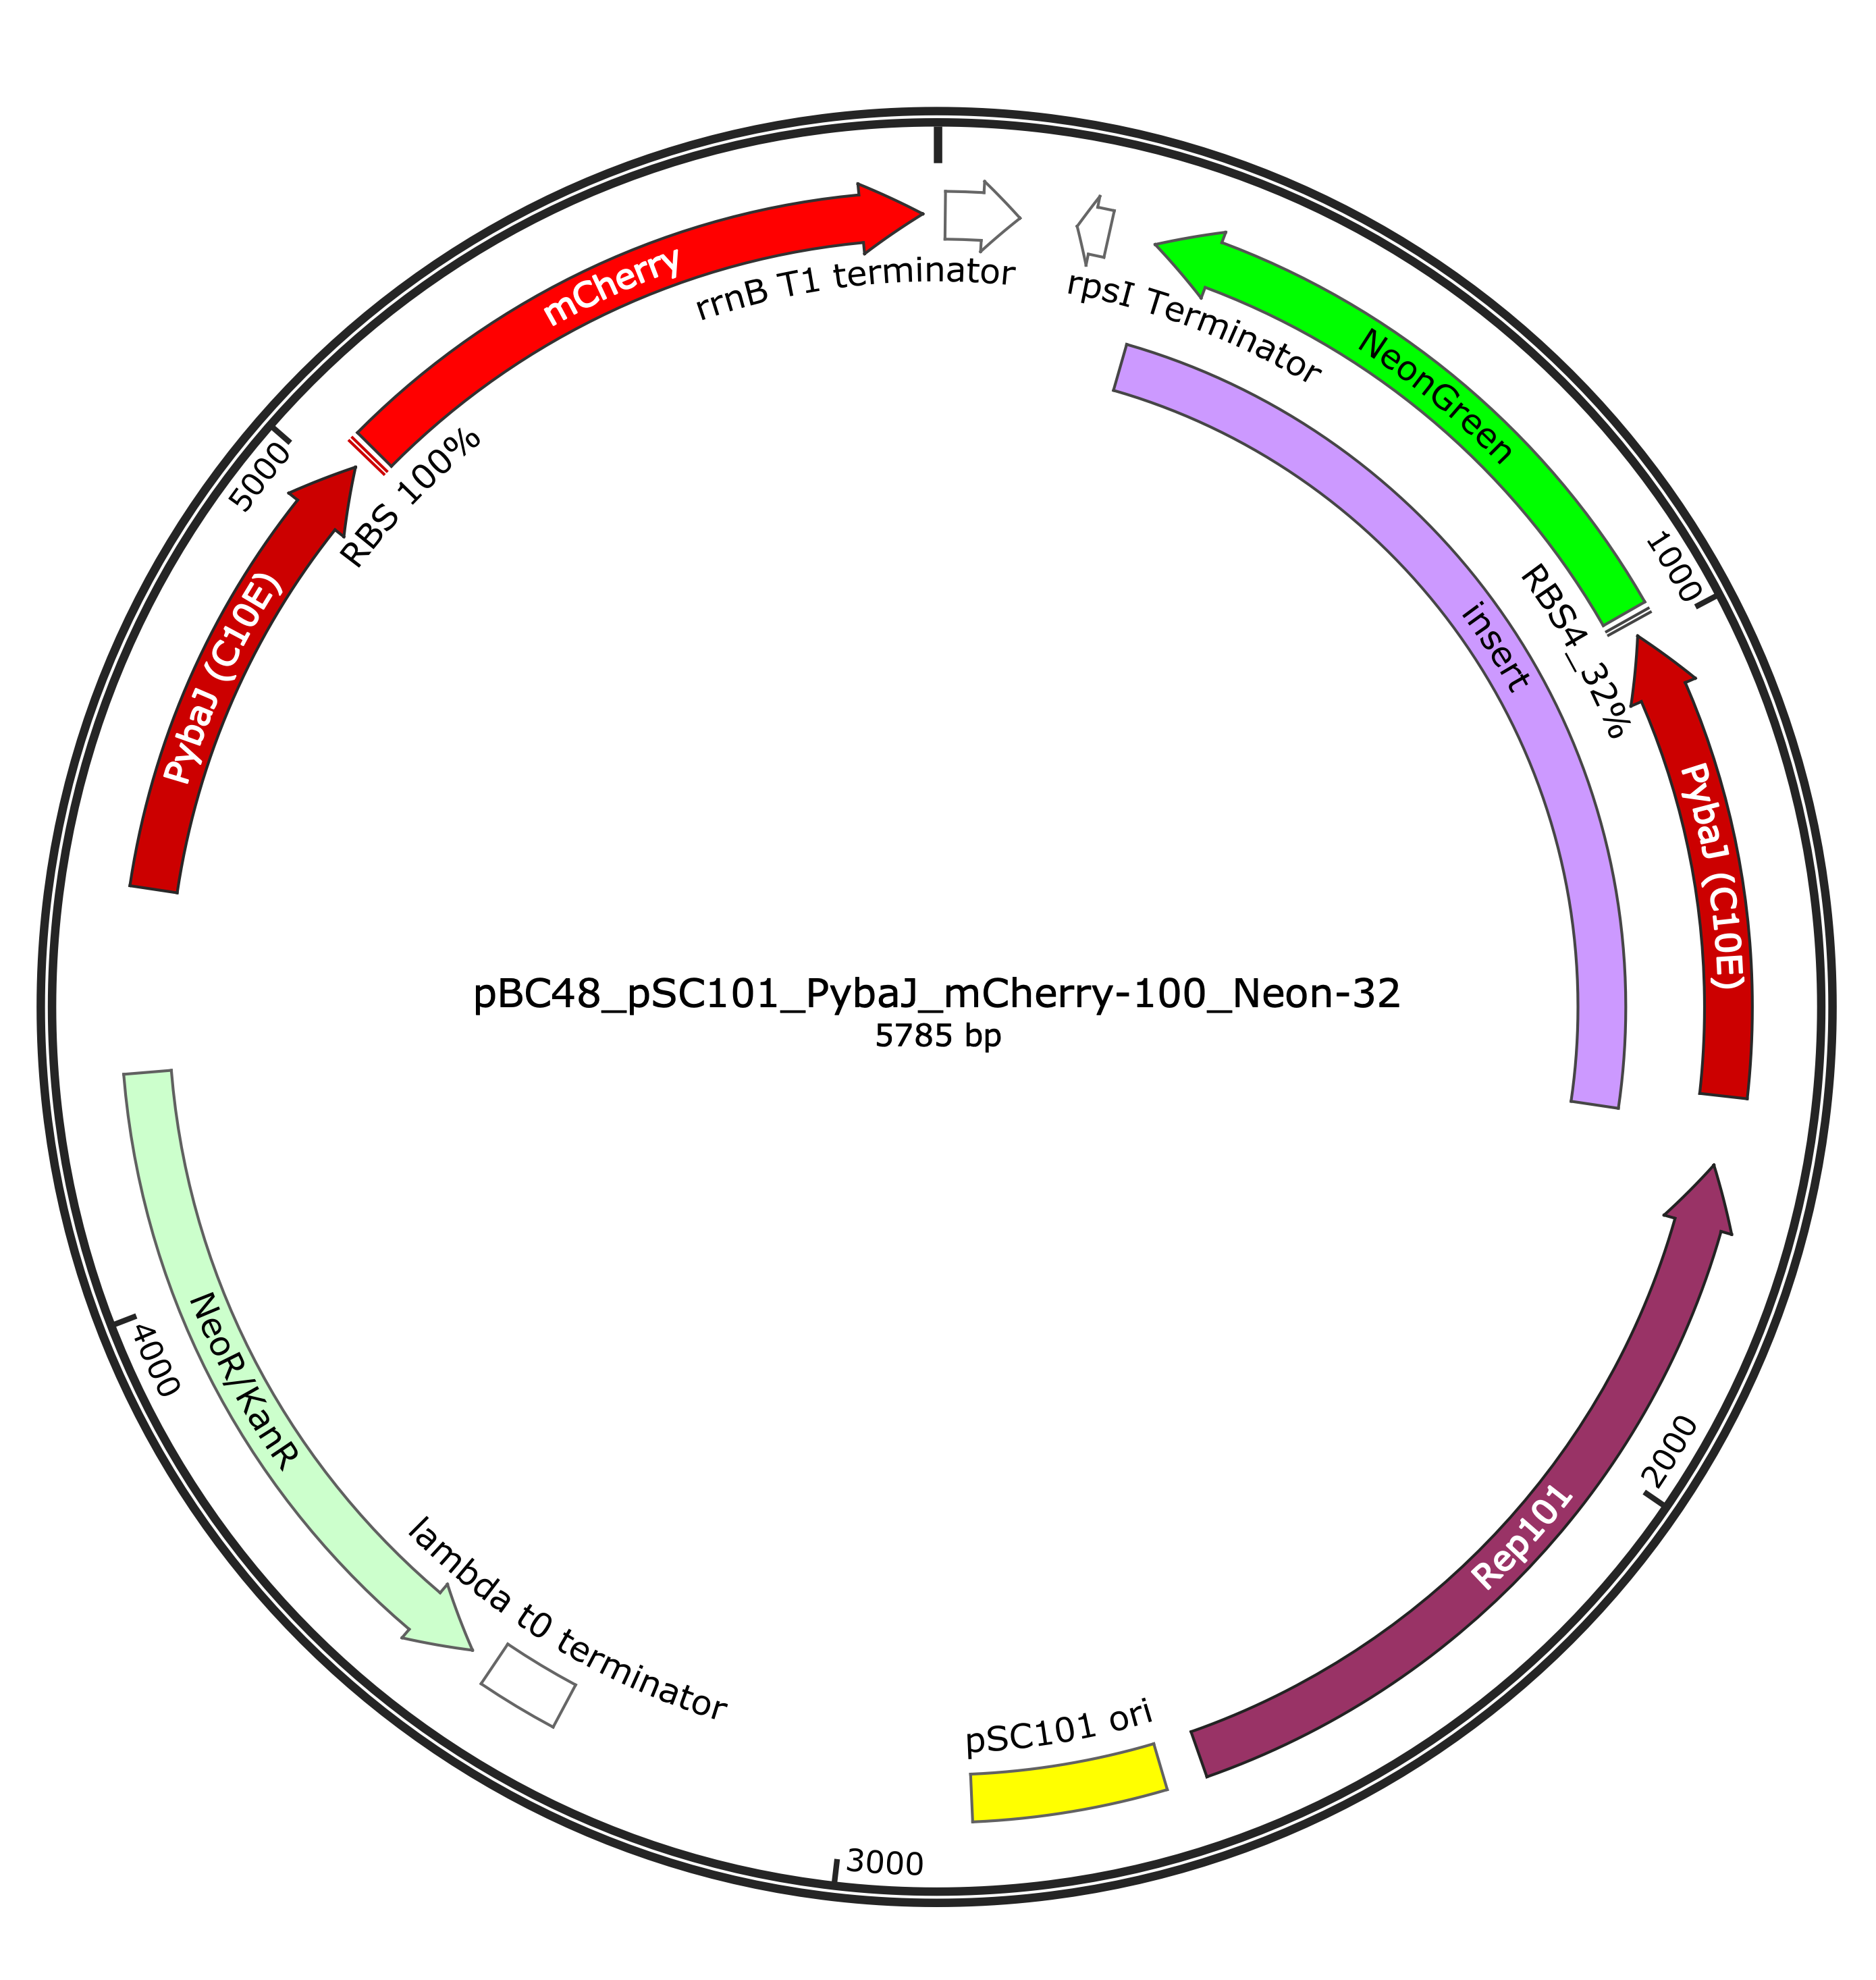 rrnB T1 terminator
rpsI Terminator
NeonGreen
insert
1000
RBS4_32%
PybaJ (C10E)
2000
Rep101
pSC101 ori
3000
lambda t0 terminator
NeoR/KanR
4000
PybaJ (C10E)
5000
RBS 100%
mCherry
pBC48_pSC101_PybaJ_mCherry-100_Neon-32
5785 bp